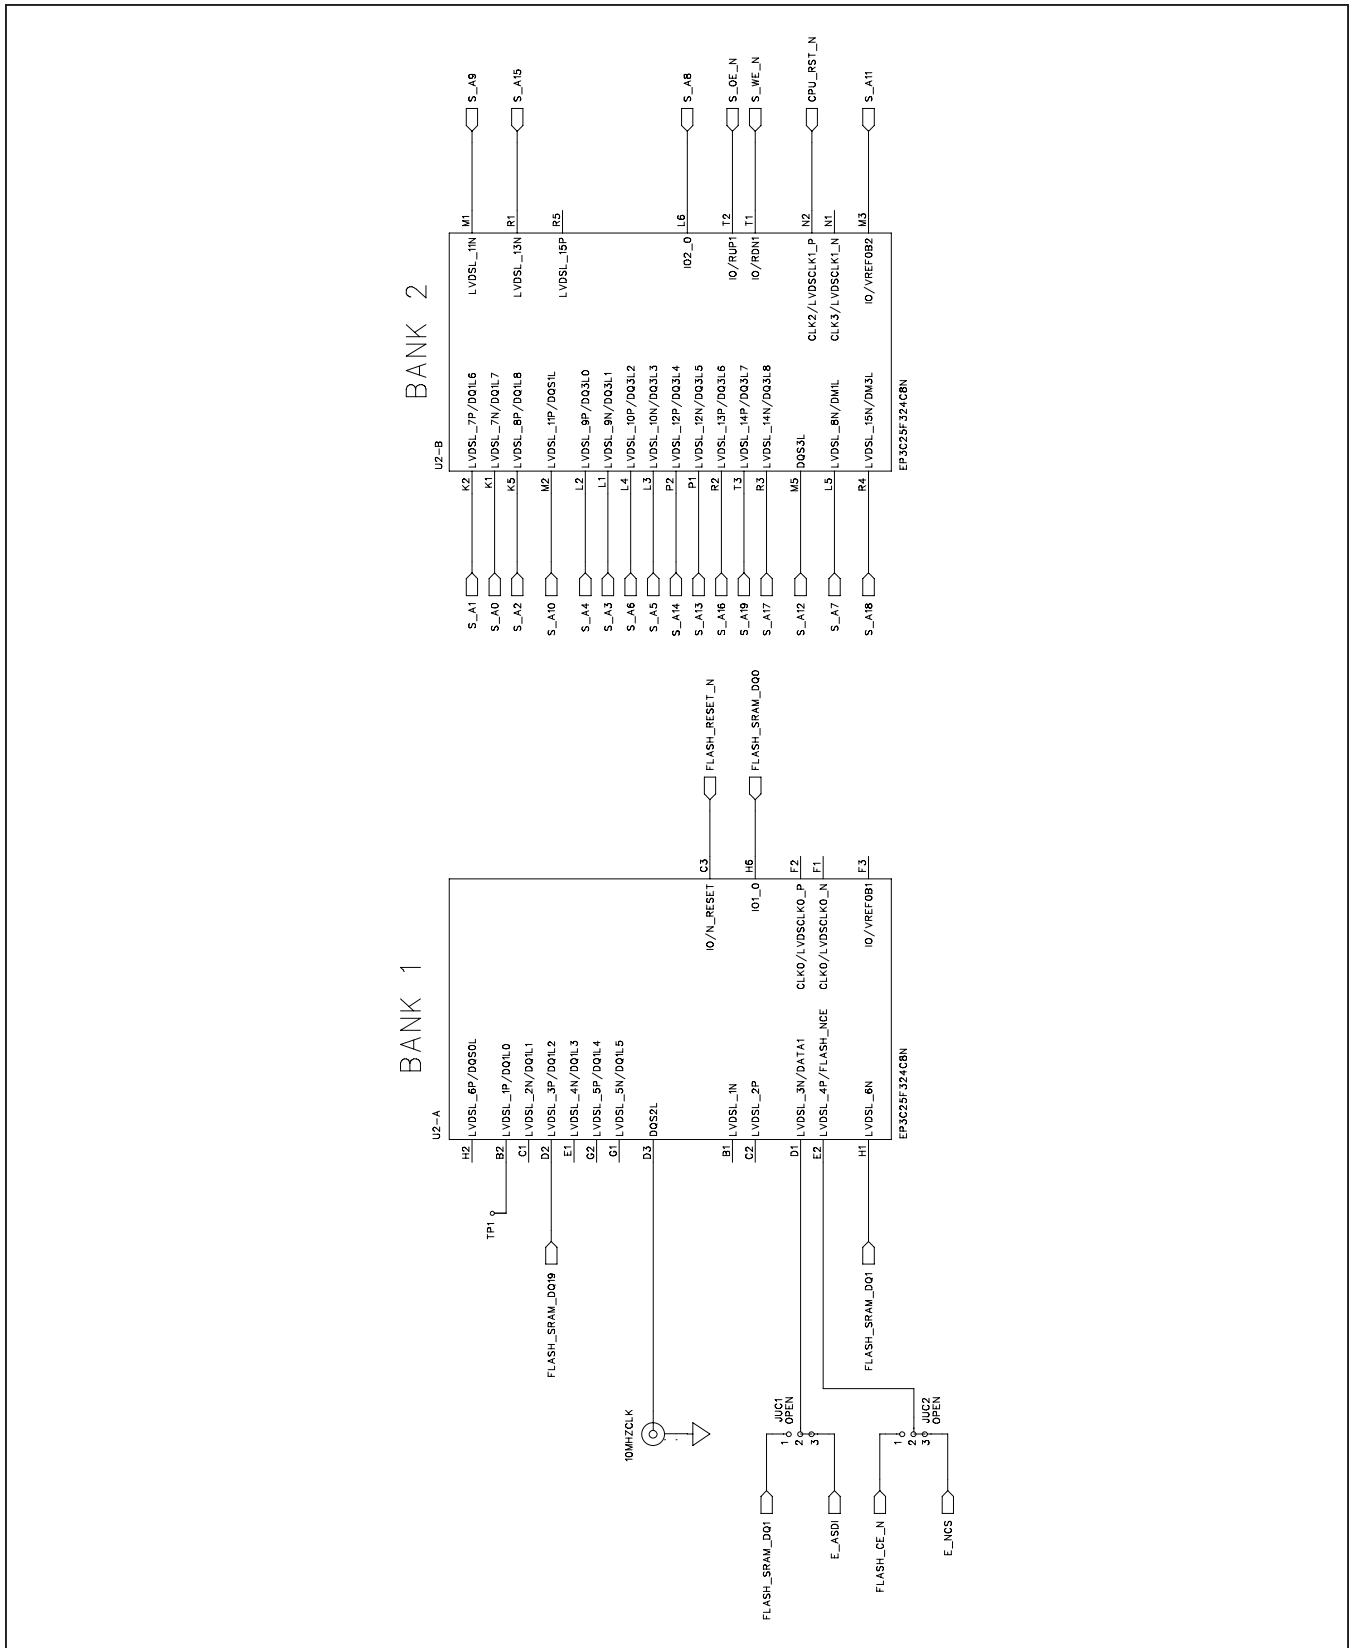 BANK 1
U2-A
H2 LVDSL_6P/DQS0L
TP1 B2 LVDSL_1P/DQ1L0
C1 LVDSL_2N/DQ1L1
FLASH_SRAM_DQ19 D2 LVDSL_3P/DQ1L2
E1 LVDSL_4N/DQ1L3
G2 LVDSL_5P/DQ1L4
G1 LVDSL_5N/DQ1L5
10MHZCLK D3 DQS2L
IO/N_RESET C3 FLASH_RESET_N
B1 LVDSL_1N
C2 LVDSL_2P
IO1_0 H6 FLASH_SRAM_DQ0
JUC1
OPEN
FLASH_SRAM_DQ1 1
2 D1 LVDSL_3N/DATA1
E_ASDI 3
CLK0/LVDSCLK0_P F2
E2 LVDSL_4P/FLASH_NCE
CLK0/LVDSCLK0_N F1
FLASH_SRAM_DQ1 H1 LVDSL_6N
IO/VREF0B1 F3
JUC2
OPEN
FLASH_CE_N 1
2
E_NCS 3
EP3C25F324C8N
BANK 2
U2-B
S_A1 K2 LVDSL_7P/DQ1L6
LVDSL_11N M1 S_A9
S_A0 K1 LVDSL_7N/DQ1L7
S_A2 K5 LVDSL_8P/DQ1L8
LVDSL_13N R1 S_A15
S_A10 M2 LVDSL_11P/DQS1L
LVDSL_15P R5
S_A4 L2 LVDSL_9P/DQ3L0
S_A3 L1 LVDSL_9N/DQ3L1
S_A6 L4 LVDSL_10P/DQ3L2
S_A5 L3 LVDSL_10N/DQ3L3
S_A14 P2 LVDSL_12P/DQ3L4
IO2_0 L6 S_A8
S_A13 P1 LVDSL_12N/DQ3L5
S_A16 R2 LVDSL_13P/DQ3L6
IO/RUP1 T2 S_OE_N
S_A19 T3 LVDSL_14P/DQ3L7
IO/RDN1 T1 S_WE_N
S_A17 R3 LVDSL_14N/DQ3L8
S_A12 M5 DQS3L
CLK2/LVDSCLK1_P N2 CPU_RST_N
S_A7 L5 LVDSL_8N/DM1L
CLK3/LVDSCLK1_N N1
S_A18 R4 LVDSL_15N/DM3L
IO/VREF0B2 M3 S_A11
EP3C25F324C8N